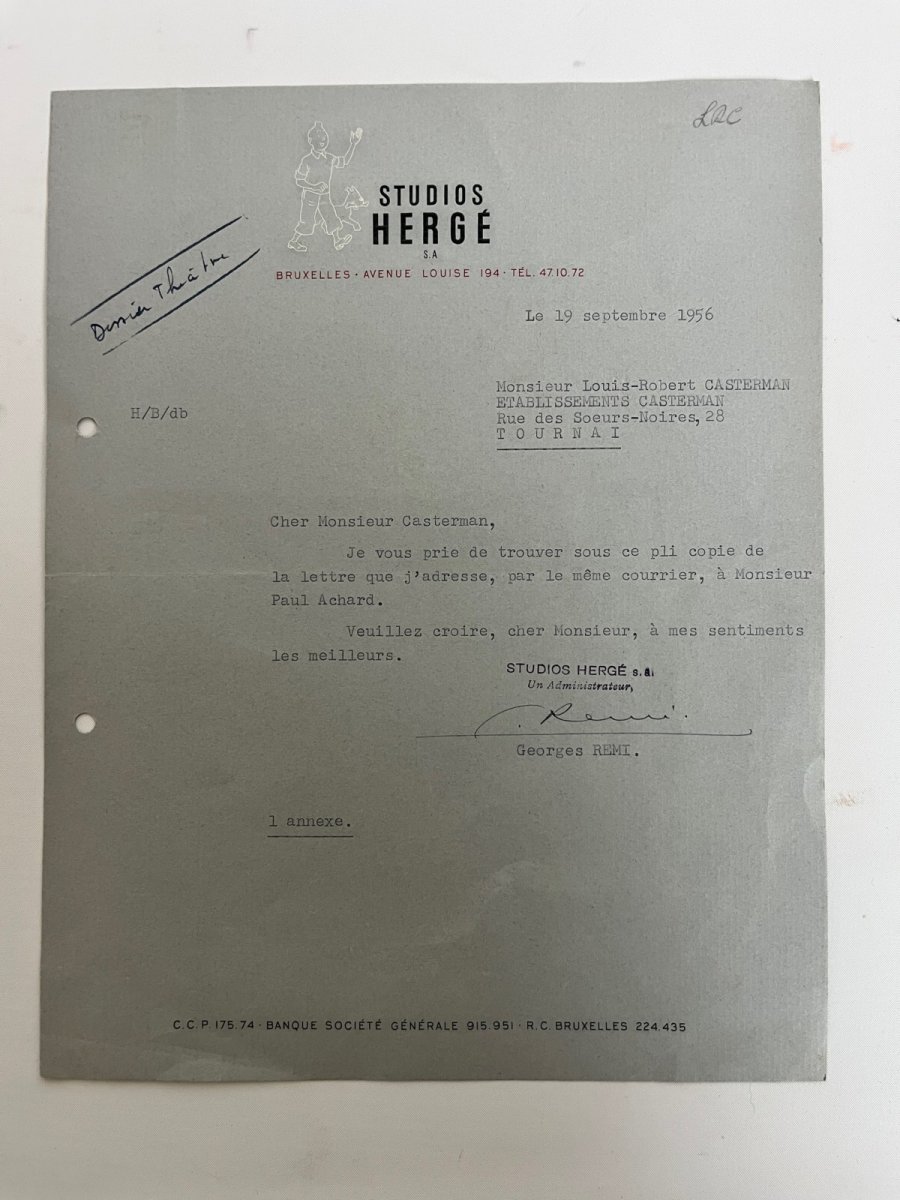 LRC
STUDIOS
HERGÉ
S.A
BRUXELLES · AVENUE LOUISE 194 · TÉL. 47.10.72
Dossier Théâtre
Le 19 septembre 1956
Monsieur Louis-Robert CASTERMAN
ETABLISSEMENTS CASTERMAN
Rue des Soeurs-Noires, 28
T O U R N A I
H/B/db
Cher Monsieur Casterman,
Je vous prie de trouver sous ce pli copie de
la lettre que j'adresse, par le même courrier, à Monsieur
Paul Achard.
Veuillez croire, cher Monsieur, à mes sentiments
les meilleurs.
STUDIOS HERGÉ s.a.
Un Administrateur,
G. Remi.
Georges REMI.
1 annexe.
C.C.P. 175.74 · BANQUE SOCIÉTÉ GÉNÉRALE 915.951 · R.C. BRUXELLES 224.435